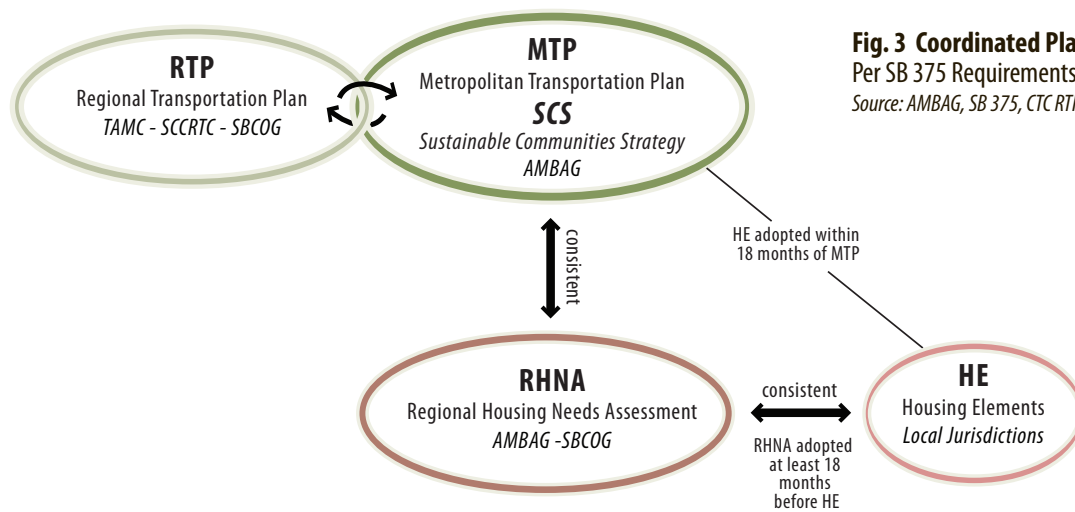 RTP
Regional Transportation Plan
TAMC - SCCRTC - SBCOG
MTP
Metropolitan Transportation Plan
SCS
Sustainable Communities Strategy
AMBAG
Fig. 3 Coordinated Pla
Per SB 375 Requirements
Source: AMBAG, SB 375, CTC RT
consistent
HE adopted within
18 months of MTP
RHNA
Regional Housing Needs Assessment
AMBAG -SBCOG
consistent
RHNA adopted
at least 18
months
before HE
HE
Housing Elements
Local Jurisdictions